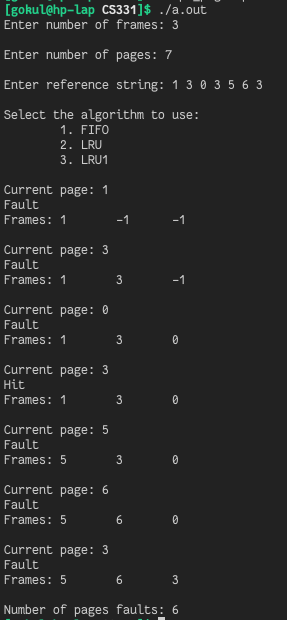 [gokul@hp-lap CS331]$ ./a.out
Enter number of frames: 3
Enter number of pages: 7
Enter reference string: 1 3 0 3 5 6 3
Select the algorithm to use:
1. FIFO
2. LRU
3. LRU1
Current page: 1
Fault
Frames: 1 -1 -1
Current page: 3
Fault
Frames: 1 3 -1
Current page: 0
Fault
Frames: 1 3 0
Current page: 3
Hit
Frames: 1 3 0
Current page: 5
Fault
Frames: 5 3 0
Current page: 6
Fault
Frames: 5 6 0
Current page: 3
Fault
Frames: 5 6 3
Number of pages faults: 6